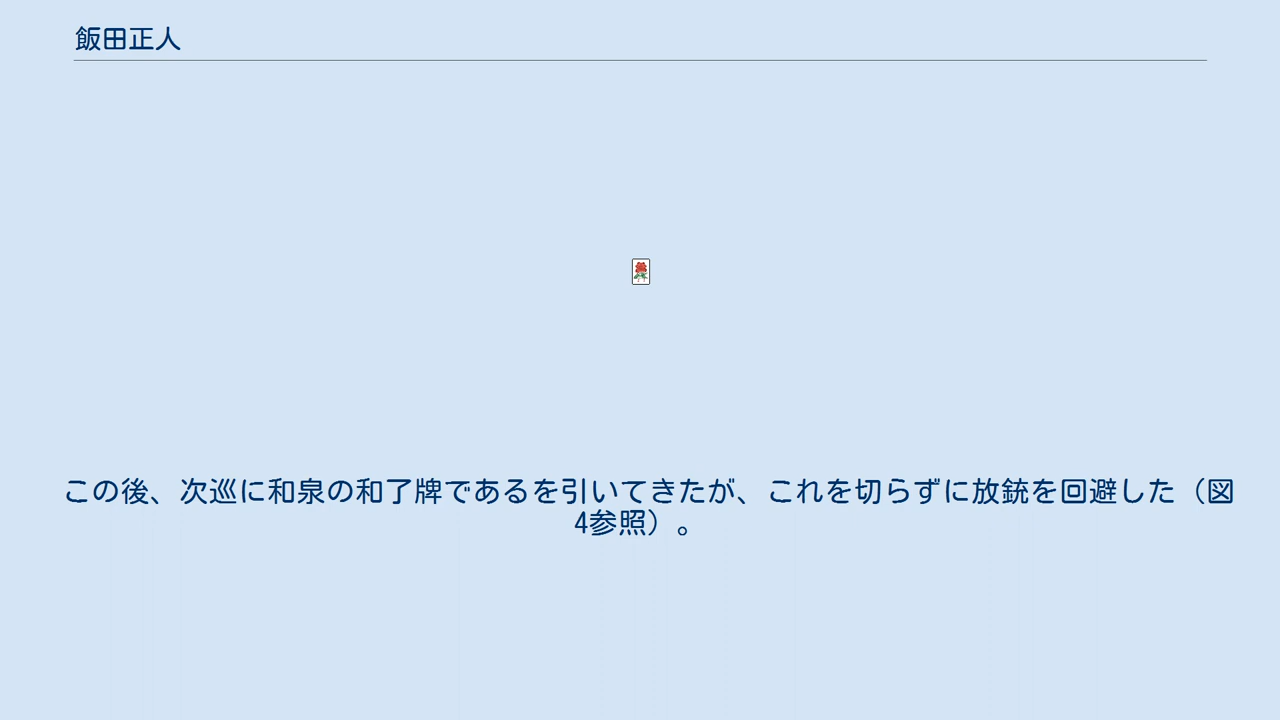 飯田正人
この後、次巡に和泉の和了牌であるを引いてきたが、これを切らずに放銃を回避した（図
4参照）。